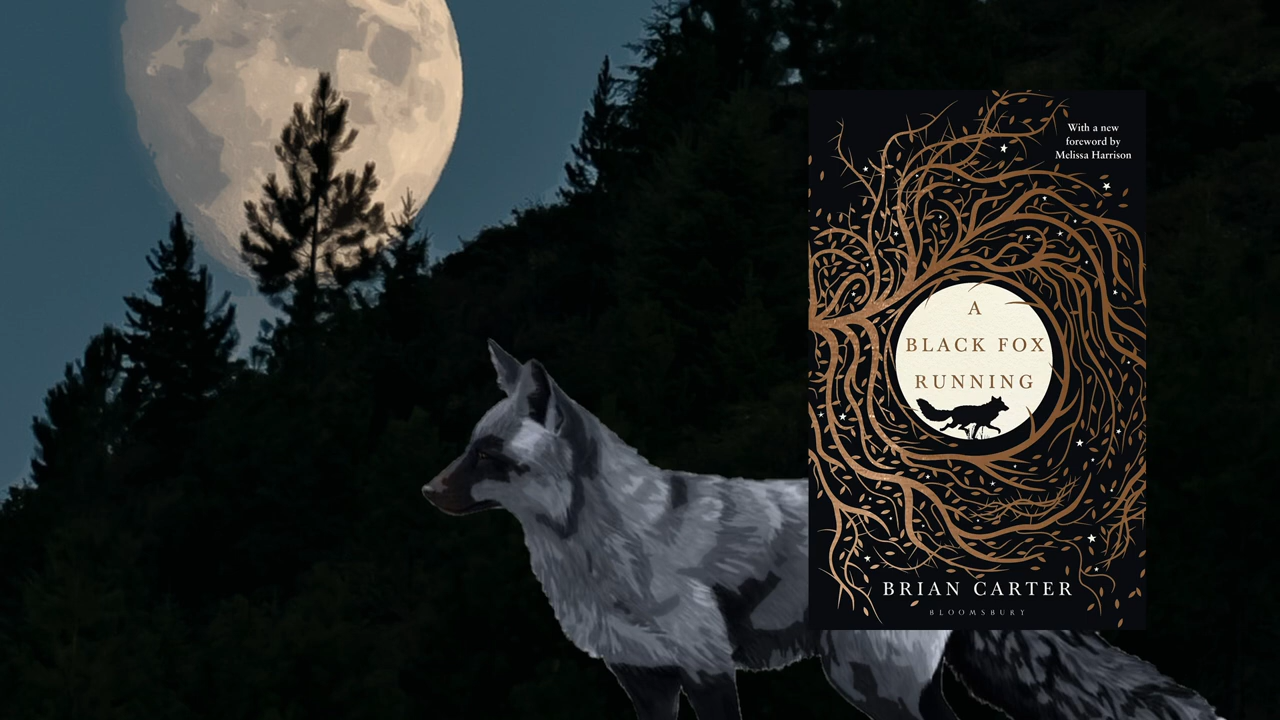 With a new
foreword by
Melissa Harrison
A
BLACK FOX
RUNNING
BRIAN CARTER
BLOOMSBURY